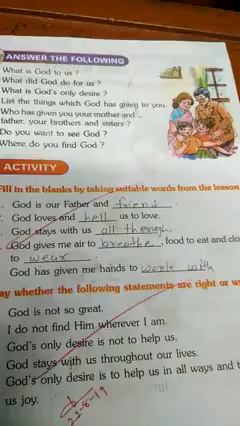 ANSWER THE FOLLOWING
What is God to us ?
What did God do for us ?
What is God's only desire ?
List the things which God has given to you.
Who has given you your mother and
father, your brothers and sisters ?
Do you want to see God ?
Where do you find God ?
ACTIVITY
Fill in the blanks by taking suitable words from the lesson
God is our Father and friend.
God loves and hell us to love.
God stays with us all thorough.
God gives me air to breathe, food to eat and clo
to wear.
God has given me hands to work with
ay whether the following statements are right or w
God is not so great.
I do not find Him wherever I am.
God's only desire is not to help us.
God stays with us throughout our lives.
God's only desire is to help us in all ways and t
us joy.
22-8-19